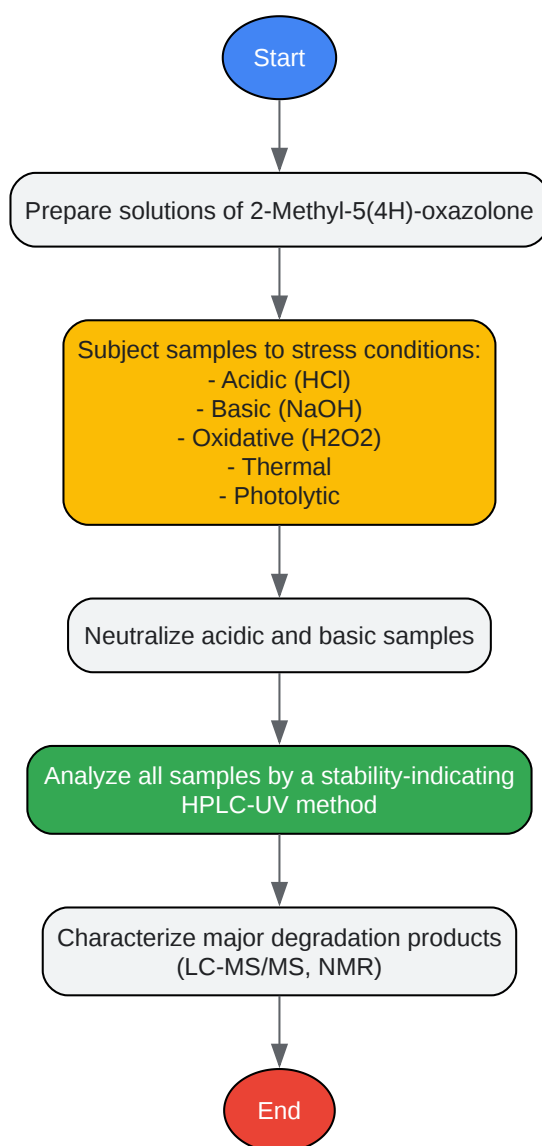 Start
Prepare solutions of 2-Methyl-5(4H)-oxazolone
Subject samples to stress conditions:
- Acidic (HCl)
- Basic (NaOH)
- Oxidative (H2O2)
- Thermal
- Photolytic
Neutralize acidic and basic samples
Analyze all samples by a stability-indicating
HPLC-UV method
Characterize major degradation products
(LC-MS/MS, NMR)
End